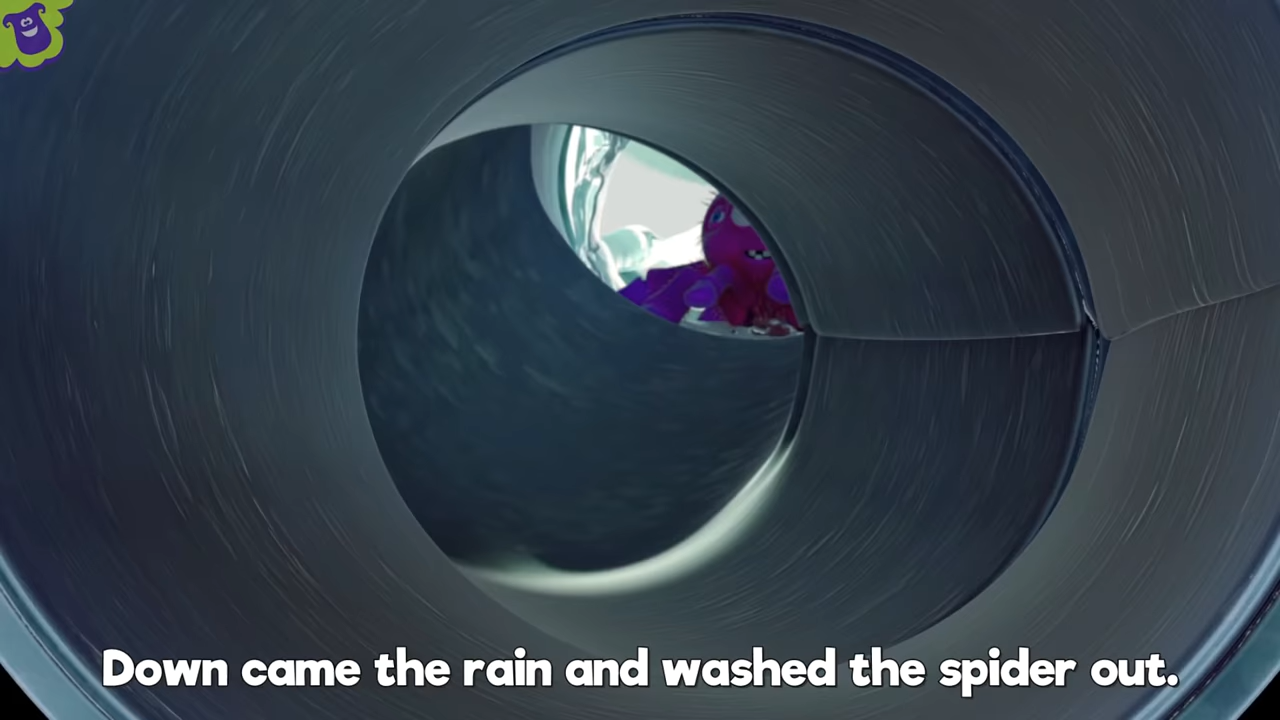 Down came the rain and washed the spider out.